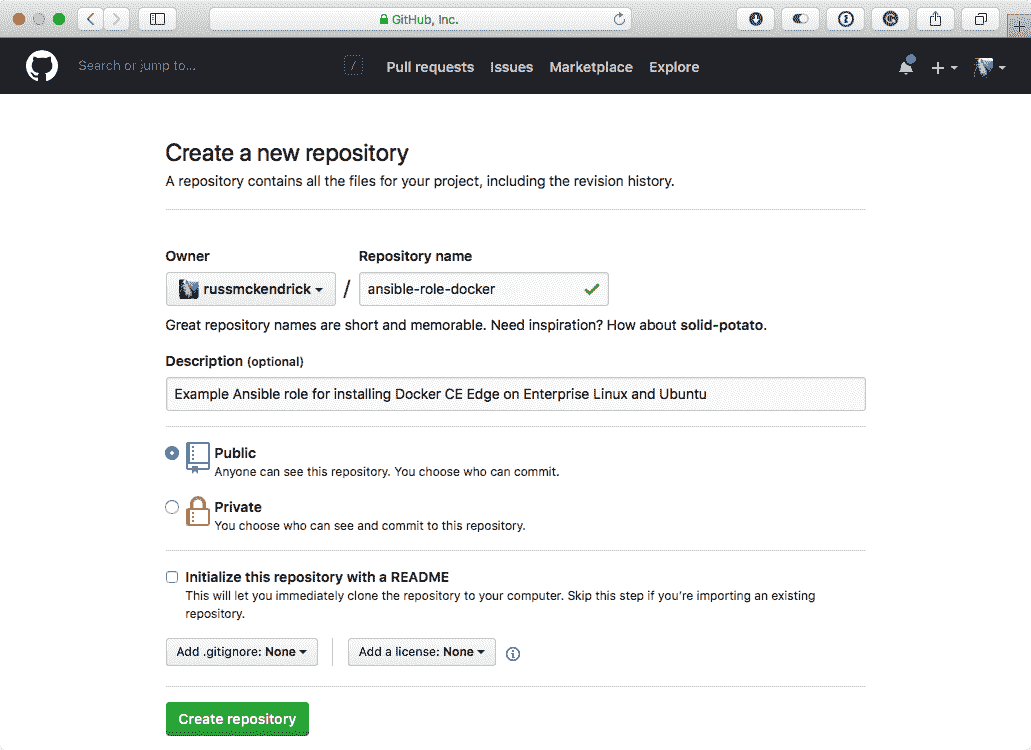 GitHub, Inc.
Search or jump to...
/
Pull requests Issues Marketplace Explore
Create a new repository
A repository contains all the files for your project, including the revision history.
Owner Repository name
russmckendrick / ansible-role-docker
Great repository names are short and memorable. Need inspiration? How about solid-potato.
Description (optional)
Example Ansible role for installing Docker CE Edge on Enterprise Linux and Ubuntu
Public
Anyone can see this repository. You choose who can commit.
Private
You choose who can see and commit to this repository.
Initialize this repository with a README
This will let you immediately clone the repository to your computer. Skip this step if you’re importing an existing
repository.
Add .gitignore: None Add a license: None
Create repository